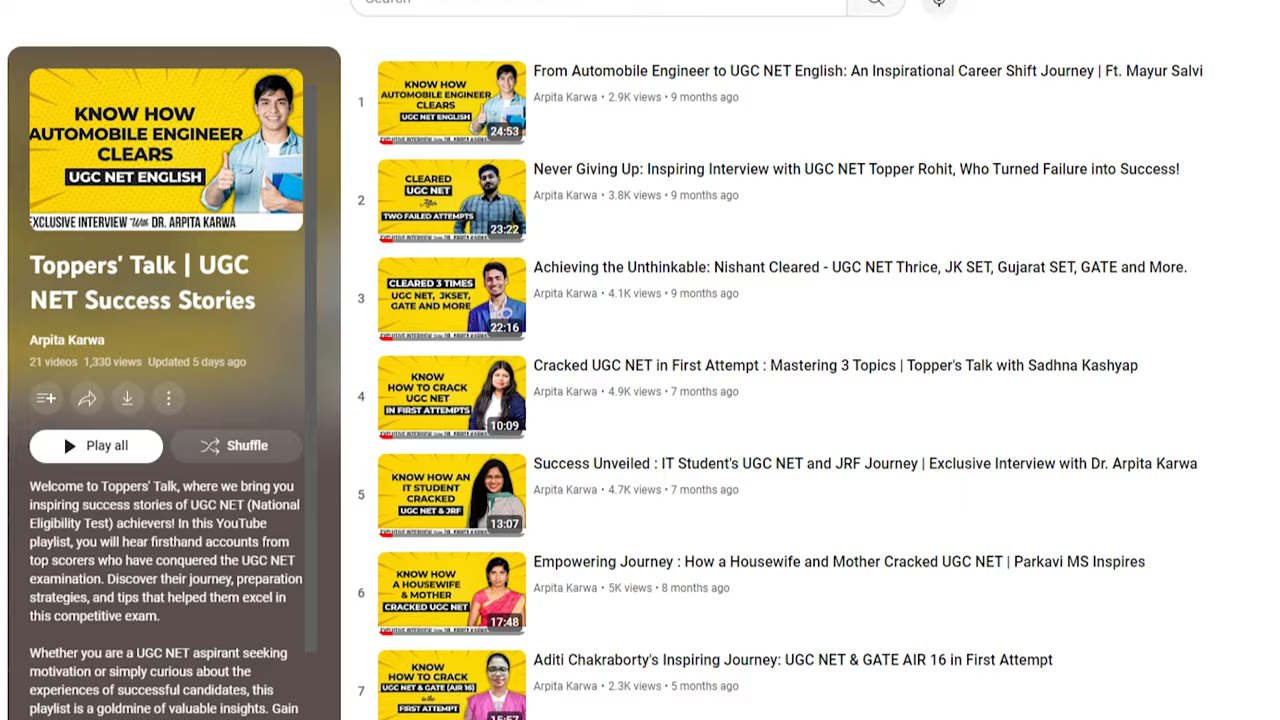 Search
KNOW HOW
AUTOMOBILE ENGINEER
CLEARS
UGC NET ENGLISH
EXCLUSIVE INTERVIEW With DR. ARPITA KARWA
Toppers' Talk | UGC
NET Success Stories
Arpita Karwa
21 videos 1,330 views Updated 5 days ago
Play all
Shuffle
Welcome to Toppers' Talk, where we bring you
inspiring success stories of UGC NET (National
Eligibility Test) achievers! In this YouTube
playlist, you will hear firsthand accounts from
top scorers who have conquered the UGC NET
examination. Discover their journey, preparation
strategies, and tips that helped them excel in
this competitive exam.
Whether you are a UGC NET aspirant seeking
motivation or simply curious about the
experiences of successful candidates, this
playlist is a goldmine of valuable insights. Gain
1
KNOW HOW
AUTOMOBILE ENGINEER
CLEARS
UGC NET ENGLISH
24:53
From Automobile Engineer to UGC NET English: An Inspirational Career Shift Journey | Ft. Mayur Salvi
Arpita Karwa • 2.9K views • 9 months ago
2
CLEARED
UGC NET
After
TWO FAILED ATTEMPTS
23:22
Never Giving Up: Inspiring Interview with UGC NET Topper Rohit, Who Turned Failure into Success!
Arpita Karwa • 3.8K views • 9 months ago
3
CLEARED 3 TIMES
UGC NET, JKSET,
GATE AND MORE
22:16
Achieving the Unthinkable: Nishant Cleared - UGC NET Thrice, JK SET, Gujarat SET, GATE and More.
Arpita Karwa • 4.1K views • 9 months ago
4
KNOW
HOW TO CRACK
UGC NET
IN FIRST ATTEMPTS
10:09
Cracked UGC NET in First Attempt : Mastering 3 Topics | Topper's Talk with Sadhna Kashyap
Arpita Karwa • 4.9K views • 7 months ago
5
KNOW HOW AN
IT STUDENT
CRACKED
UGC NET & JRF
13:07
Success Unveiled : IT Student's UGC NET and JRF Journey | Exclusive Interview with Dr. Arpita Karwa
Arpita Karwa • 4.7K views • 7 months ago
6
KNOW HOW
A HOUSEWIFE
& MOTHER
CRACKED UGC NET
17:48
Empowering Journey : How a Housewife and Mother Cracked UGC NET | Parkavi MS Inspires
Arpita Karwa • 5K views • 8 months ago
7
KNOW
HOW TO CRACK
UGC NET & GATE (AIR 16)
in the
FIRST ATTEMPT
15:57
Aditi Chakraborty's Inspiring Journey: UGC NET & GATE AIR 16 in First Attempt
Arpita Karwa • 2.3K views • 5 months ago